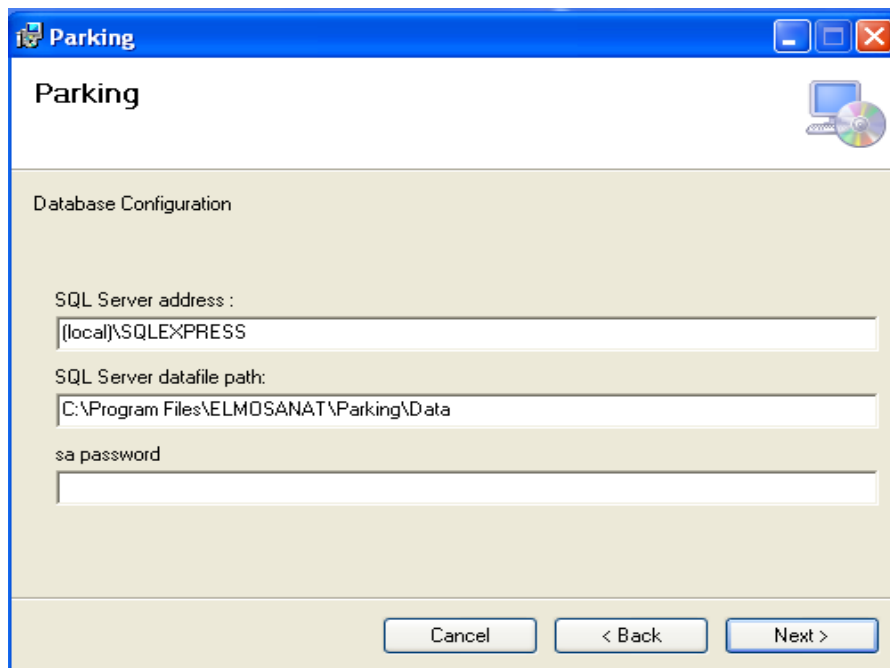 Parking
Parking
Database Configuration
SQL Server address :
(local)\SQLEXPRESS
SQL Server datafile path:
C:\Program Files\ELMOSANAT\Parking\Data
sa password
Cancel
< Back
Next >